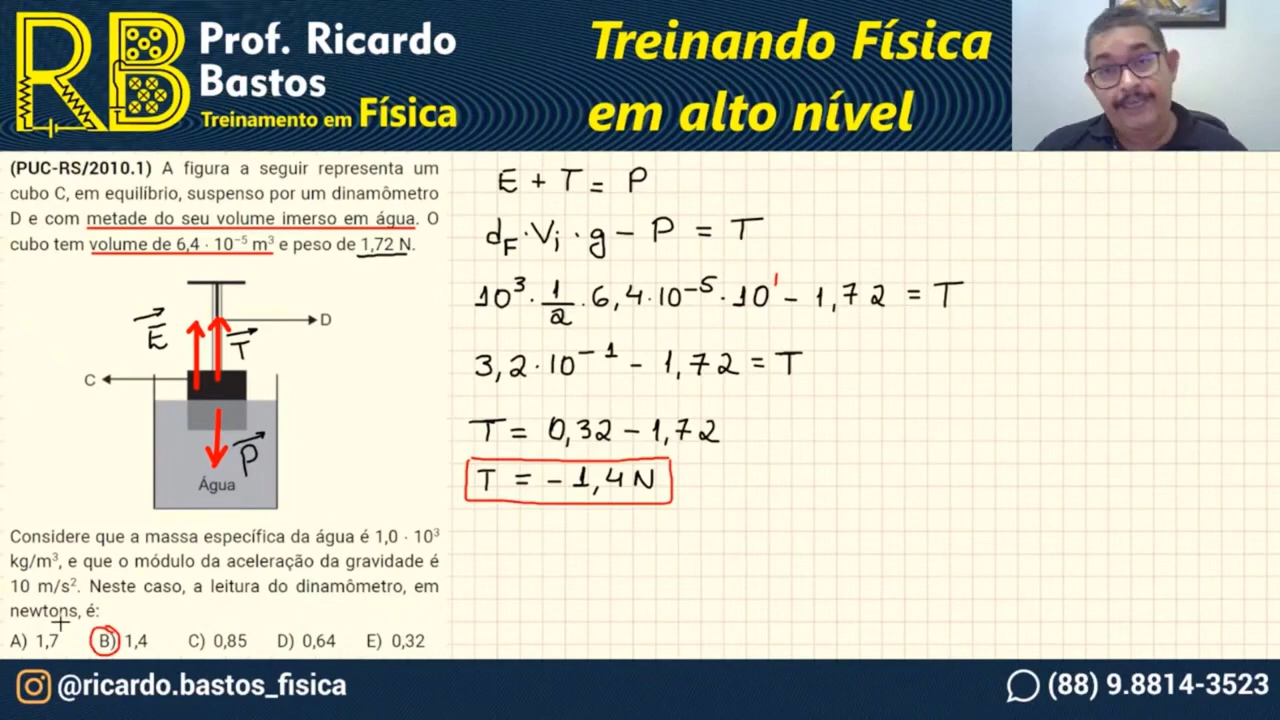 RB
Prof. Ricardo
Bastos
Treinamento em Física
Treinando Física
em alto nível
(PUC-RS/2010.1) A figura a seguir representa um
cubo C, em equilíbrio, suspenso por um dinamômetro
D e com metade do seu volume imerso em água. O
cubo tem volume de 6,4 · 10⁻⁵ m³ e peso de 1,72 N.
E
T
D
C
P
Água
Considere que a massa específica da água é 1,0 · 10³
kg/m³, e que o módulo da aceleração da gravidade é
10 m/s². Neste caso, a leitura do dinamômetro, em
newtons, é:
A) 1,7 B) 1,4 C) 0,85 D) 0,64 E) 0,32
E + T = P
dF · Vi · g − P = T
10³ · 1/2 · 6,4 · 10⁻⁵ · 10¹ − 1,72 = T
3,2 · 10⁻¹ − 1,72 = T
T = 0,32 − 1,72
T = − 1,4 N
@ricardo.bastos_fisica
(88) 9.8814-3523